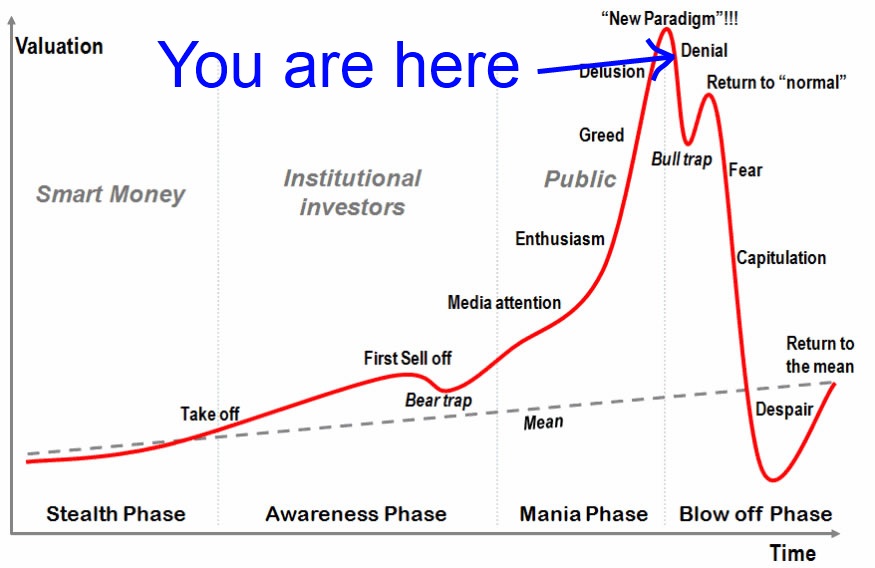 “New Paradigm”!!!
Valuation
You are here
Denial
Delusion
Return to “normal”
Greed
Bull trap
Fear
Smart Money
Institutional
investors
Public
Enthusiasm
Capitulation
Media attention
First Sell off
Return to
the mean
Bear trap
Take off
Mean
Despair
Stealth Phase
Awareness Phase
Mania Phase
Blow off Phase
Time